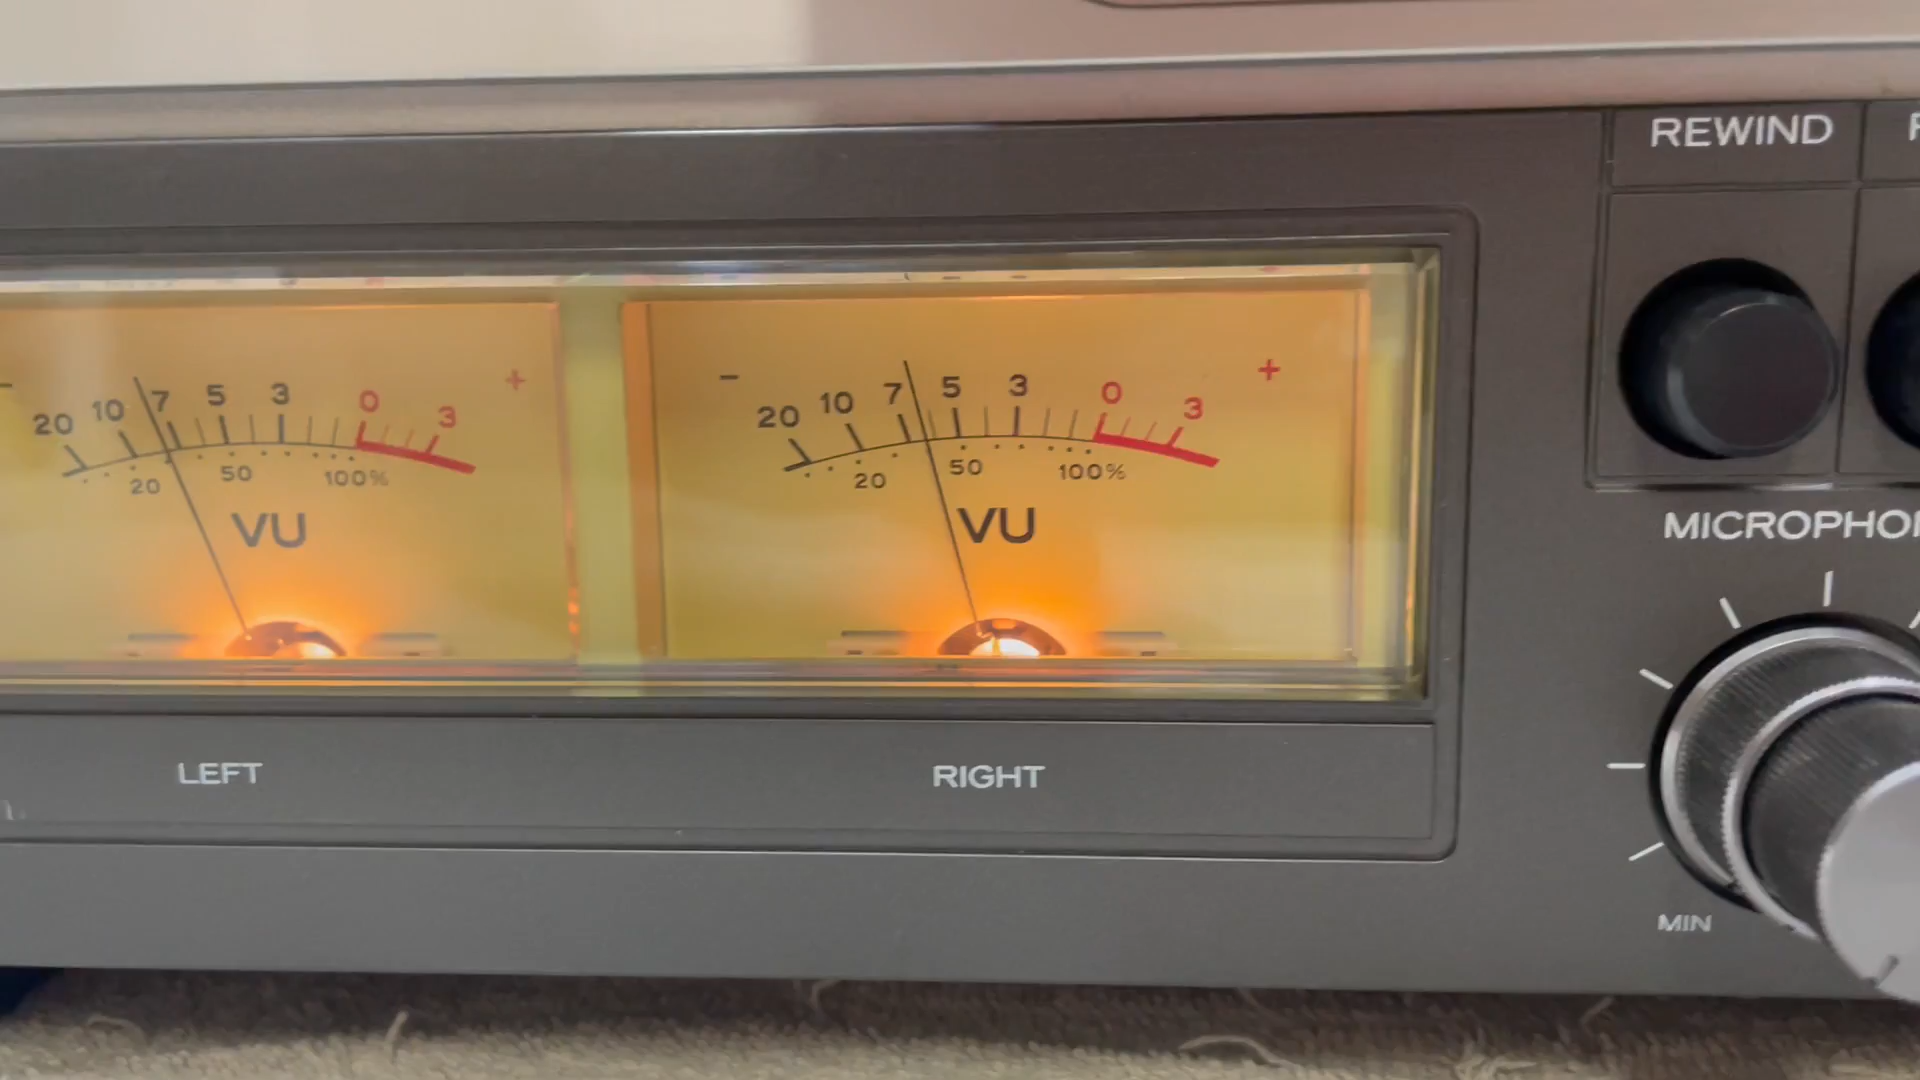 REWIND
- 20 10 7 5 3 0 3 +
20 50 100%
VU
- 20 10 7 5 3 0 3 +
20 50 100%
VU
LEFT
RIGHT
MICROPHO
MIN